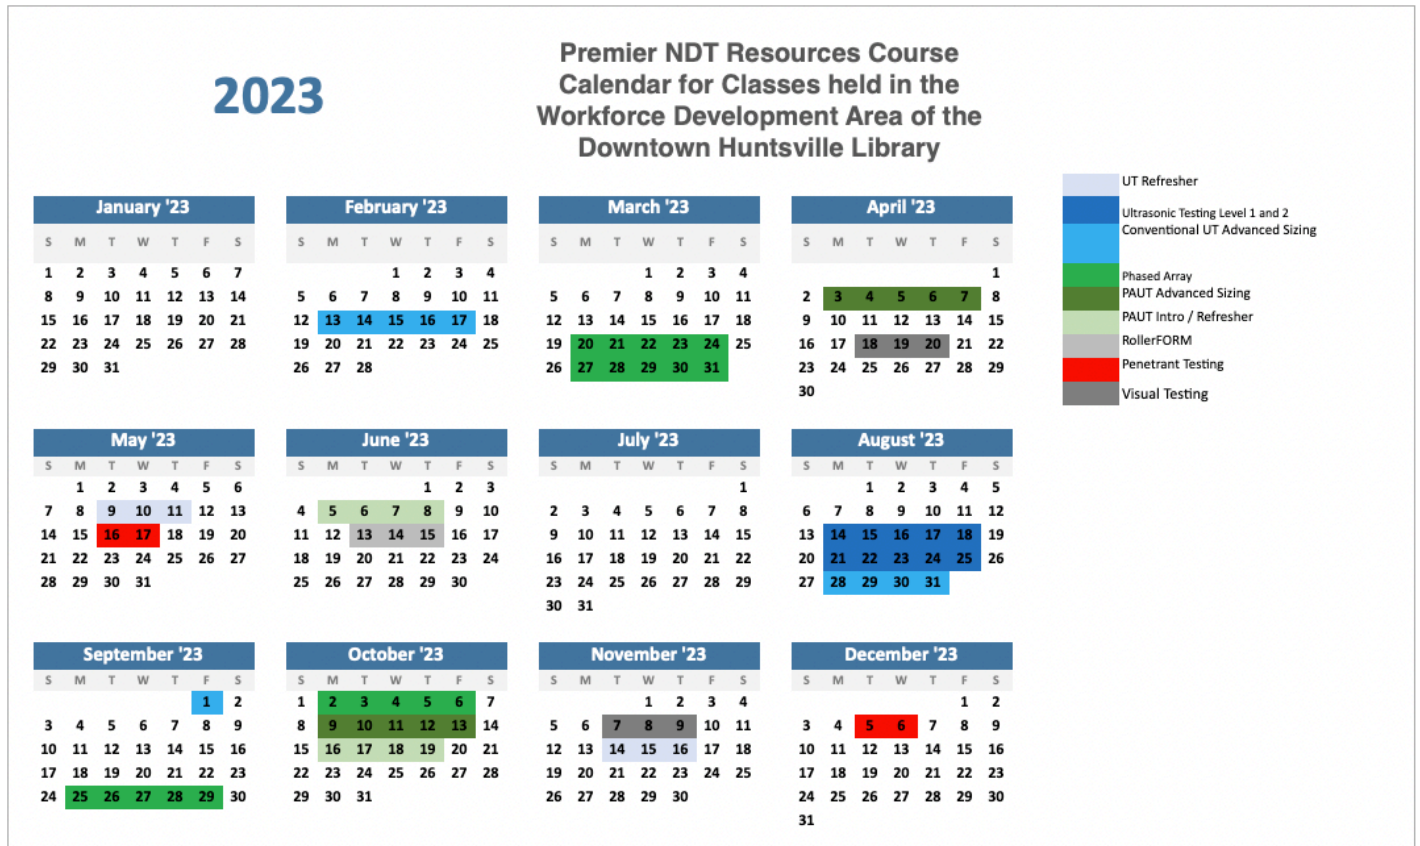 2023
Premier NDT Resources Course
Calendar for Classes held in the
Workforce Development Area of the
Downtown Huntsville Library
UT Refresher
Ultrasonic Testing Level 1 and 2
Conventional UT Advanced Sizing
Phased Array
PAUT Advanced Sizing
PAUT Intro / Refresher
RollerFORM
Penetrant Testing
Visual Testing
January '23
S M T W T F S
1 2 3 4 5 6 7
8 9 10 11 12 13 14
15 16 17 18 19 20 21
22 23 24 25 26 27 28
29 30 31
February '23
S M T W T F S
1 2 3 4
5 6 7 8 9 10 11
12 13 14 15 16 17 18
19 20 21 22 23 24 25
26 27 28
March '23
S M T W T F S
1 2 3 4
5 6 7 8 9 10 11
12 13 14 15 16 17 18
19 20 21 22 23 24 25
26 27 28 29 30 31
April '23
S M T W T F S
1
2 3 4 5 6 7 8
9 10 11 12 13 14 15
16 17 18 19 20 21 22
23 24 25 26 27 28 29
30
May '23
S M T W T F S
1 2 3 4 5 6
7 8 9 10 11 12 13
14 15 16 17 18 19 20
21 22 23 24 25 26 27
28 29 30 31
June '23
S M T W T F S
1 2 3
4 5 6 7 8 9 10
11 12 13 14 15 16 17
18 19 20 21 22 23 24
25 26 27 28 29 30
July '23
S M T W T F S
1
2 3 4 5 6 7 8
9 10 11 12 13 14 15
16 17 18 19 20 21 22
23 24 25 26 27 28 29
30 31
August '23
S M T W T F S
1 2 3 4 5
6 7 8 9 10 11 12
13 14 15 16 17 18 19
20 21 22 23 24 25 26
27 28 29 30 31
September '23
S M T W T F S
1 2
3 4 5 6 7 8 9
10 11 12 13 14 15 16
17 18 19 20 21 22 23
24 25 26 27 28 29 30
October '23
S M T W T F S
1 2 3 4 5 6 7
8 9 10 11 12 13 14
15 16 17 18 19 20 21
22 23 24 25 26 27 28
29 30 31
November '23
S M T W T F S
1 2 3 4
5 6 7 8 9 10 11
12 13 14 15 16 17 18
19 20 21 22 23 24 25
26 27 28 29 30
December '23
S M T W T F S
1 2
3 4 5 6 7 8 9
10 11 12 13 14 15 16
17 18 19 20 21 22 23
24 25 26 27 28 29 30
31